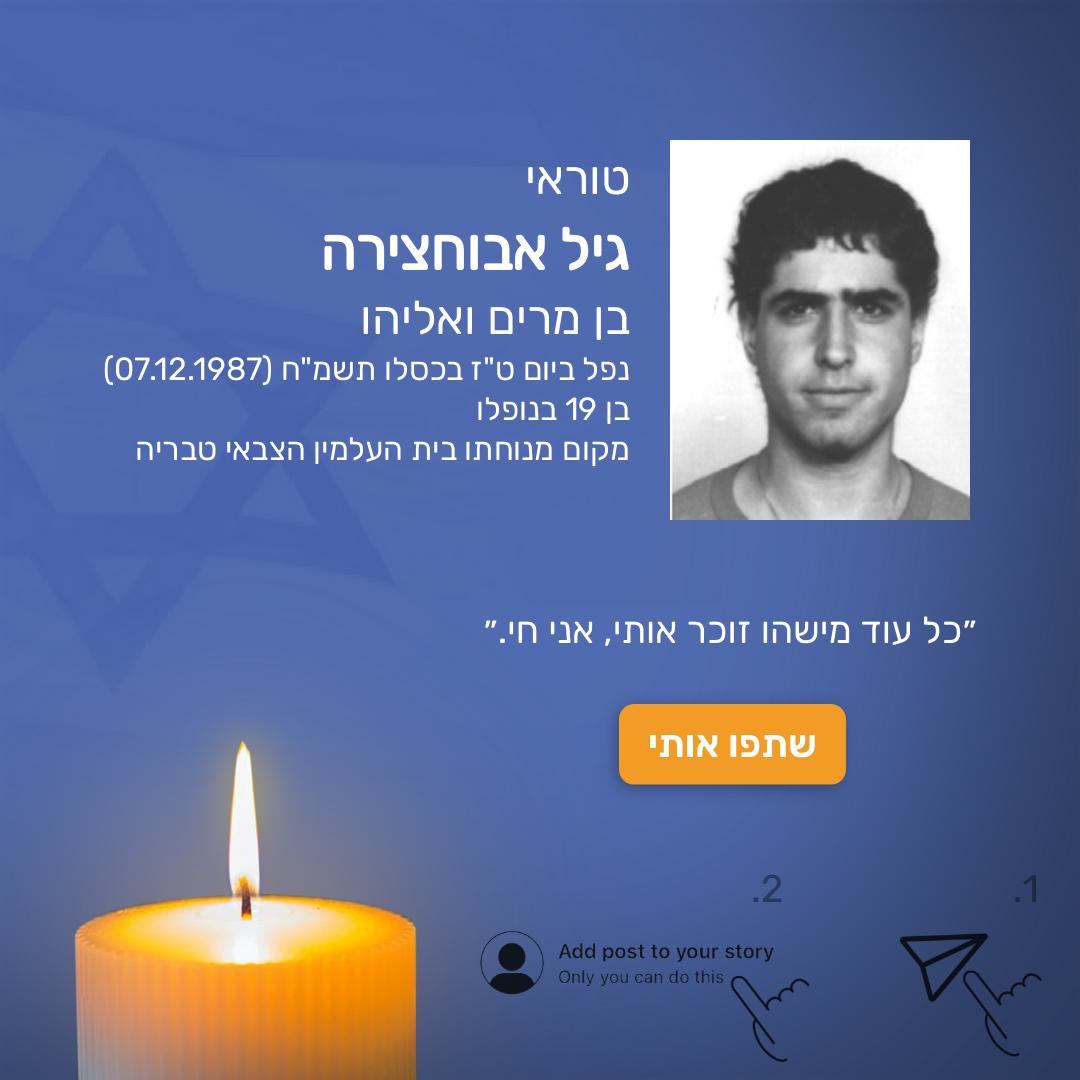 טוראי
גיל אבוחצירה
בן מרים ואליהו
נפל ביום ט"ז בכסלו תשמ"ח (07.12.1987)
בן 19 בנופלו
מקום מנוחתו בית העלמין הצבאי טבריה
״כל עוד מישהו זוכר אותי, אני חי.״
שתפו אותי
1.
2.
Add post to your story
Only you can do this